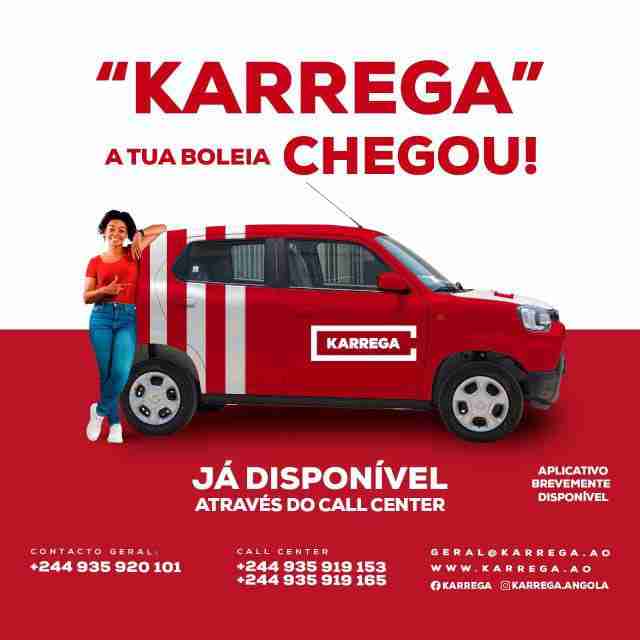 “KARREGA”
A TUA BOLEIA CHEGOU!
KARREGA
JÁ DISPONÍVEL
ATRAVÉS DO CALL CENTER
APLICATIVO
BREVEMENTE
DISPONÍVEL
CONTACTO GERAL:
+244 935 920 101
CALL CENTER
+244 935 919 153
+244 935 919 165
GERAL@KARREGA.AO
WWW.KARREGA.AO
KARREGA KARREGA.ANGOLA